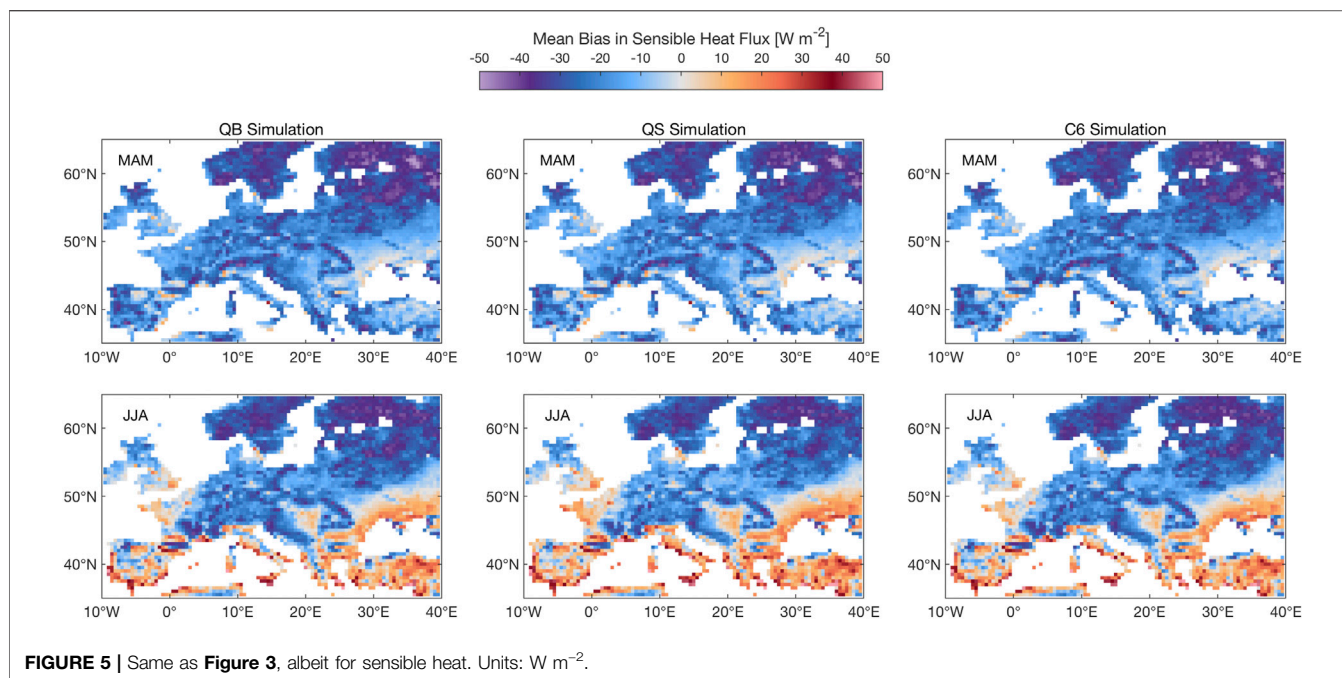 Mean Bias in Sensible Heat Flux [W m⁻²]
-50 -40 -30 -20 -10 0 10 20 30 40 50
QB Simulation QS Simulation C6 Simulation
MAM MAM MAM
60°N 60°N 60°N
50°N 50°N 50°N
40°N 40°N 40°N
10°W 0° 10°E 20°E 30°E 40°E 10°W 0° 10°E 20°E 30°E 40°E 10°W 0° 10°E 20°E 30°E 40°E
JJA JJA JJA
60°N 60°N 60°N
50°N 50°N 50°N
40°N 40°N 40°N
10°W 0° 10°E 20°E 30°E 40°E 10°W 0° 10°E 20°E 30°E 40°E 10°W 0° 10°E 20°E 30°E 40°E
FIGURE 5 | Same as Figure 3, albeit for sensible heat. Units: W m⁻².